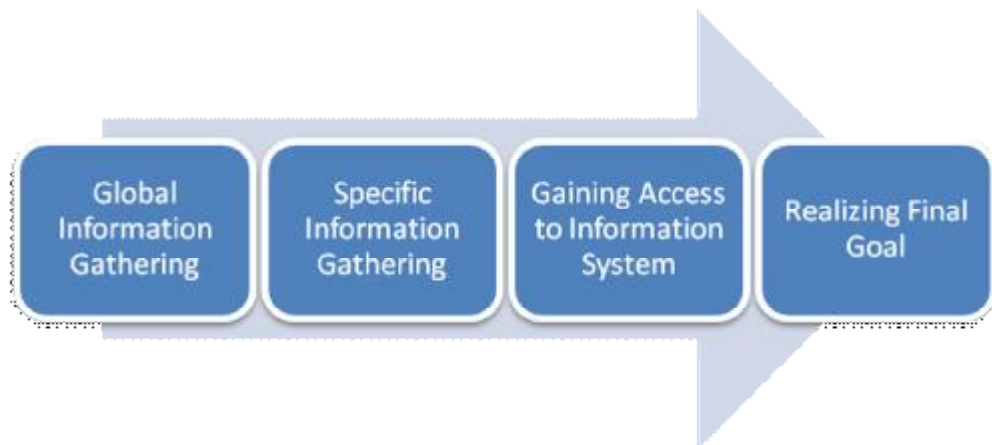 Global
Information
Gathering
Specific
Information
Gathering
Gaining Access
to Information
System
Realizing Final
Goal